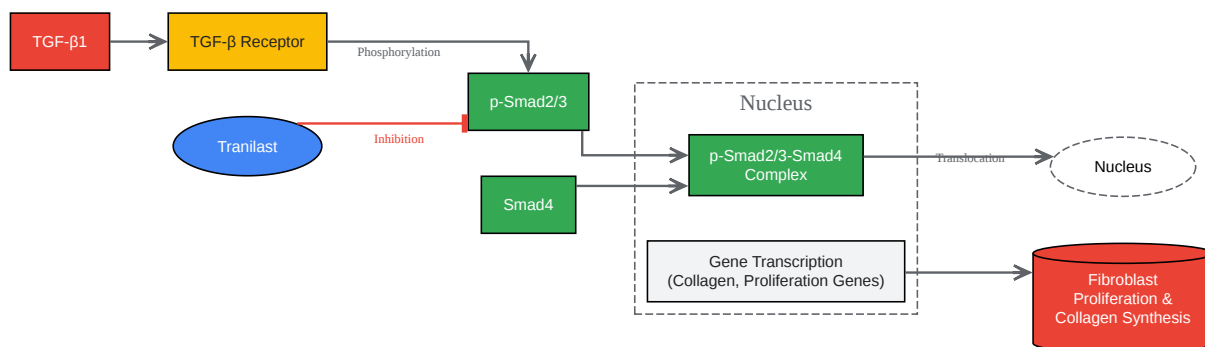 TGF-β1
TGF-β Receptor
Phosphorylation
p-Smad2/3
Nucleus
Tranilast
Inhibition
p-Smad2/3-Smad4
Complex
Translocation
Nucleus
Smad4
Gene Transcription
(Collagen, Proliferation Genes)
Fibroblast
Proliferation &
Collagen Synthesis